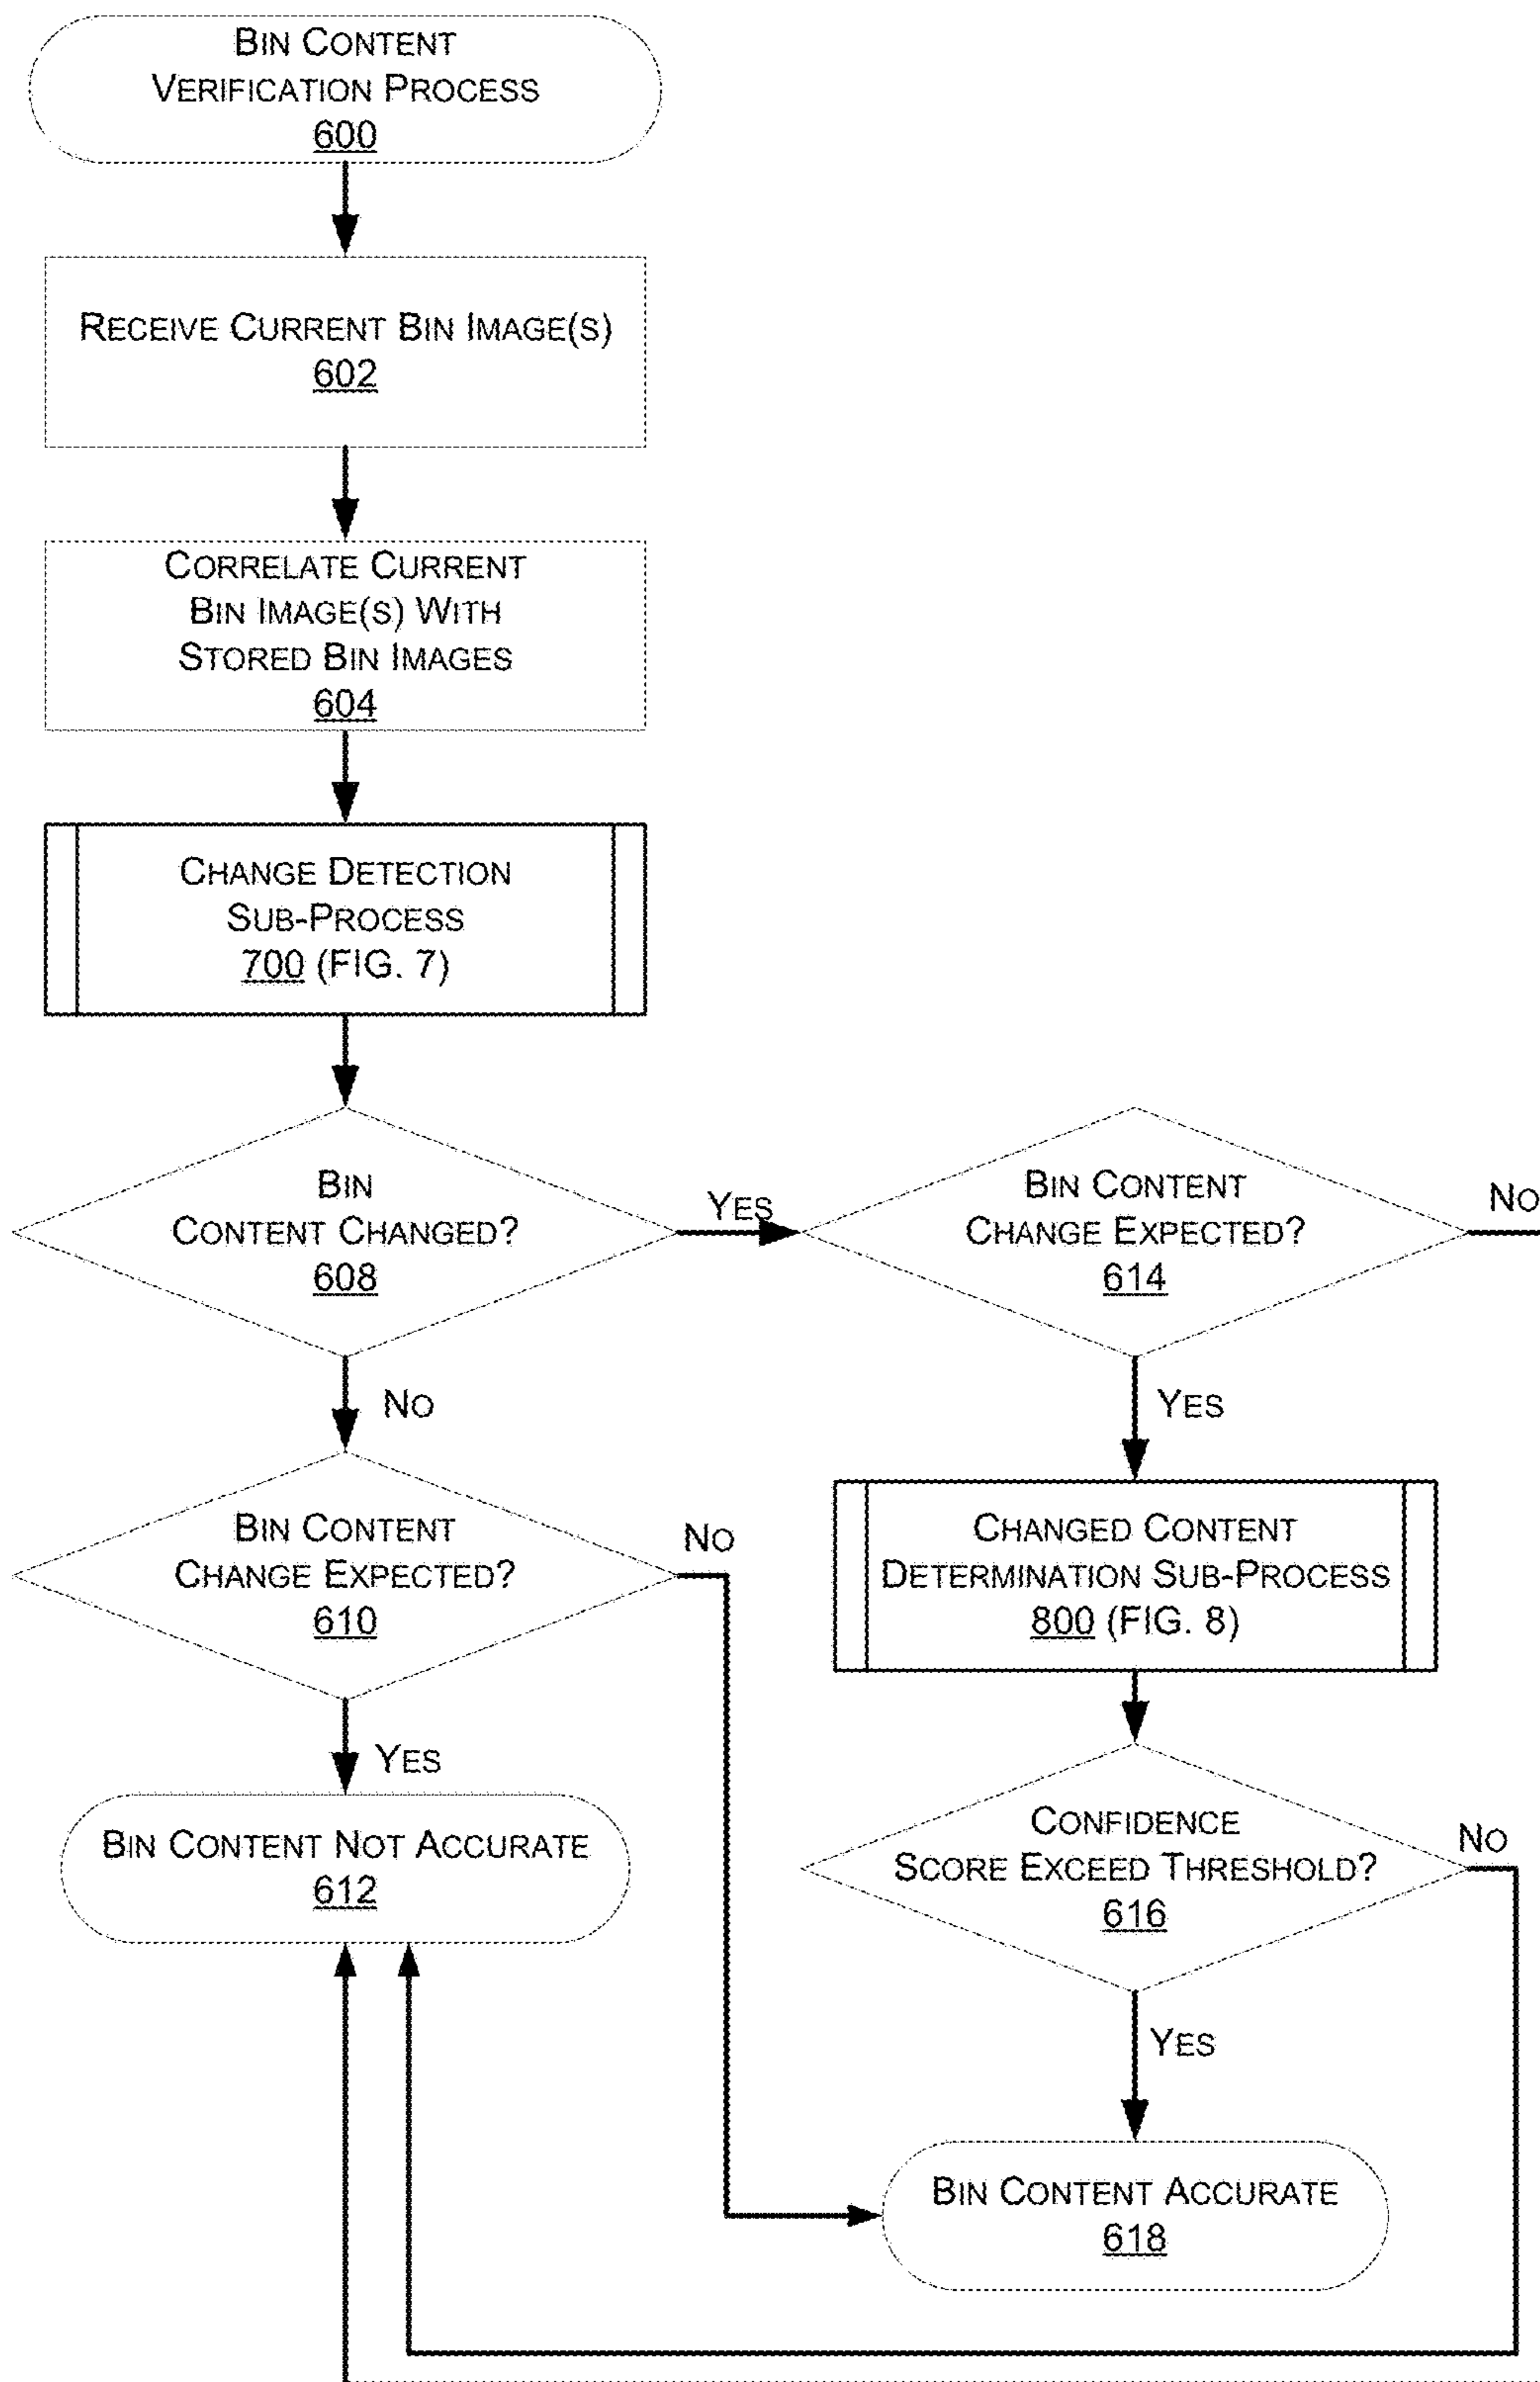 BIN CONTENT
VERIFICATION PROCESS
600
RECEIVE CURRENT BIN IMAGE(S)
602
CORRELATE CURRENT
BIN IMAGE(S) WITH
STORED BIN IMAGES
604
CHANGE DETECTION
SUB-PROCESS
700 (FIG. 7)
BIN
CONTENT CHANGED?
608
YES
BIN CONTENT
CHANGE EXPECTED?
614
NO
NO
YES
BIN CONTENT
CHANGE EXPECTED?
610
NO
CHANGED CONTENT
DETERMINATION SUB-PROCESS
800 (FIG. 8)
YES
BIN CONTENT NOT ACCURATE
612
CONFIDENCE
SCORE EXCEED THRESHOLD?
616
NO
YES
BIN CONTENT ACCURATE
618